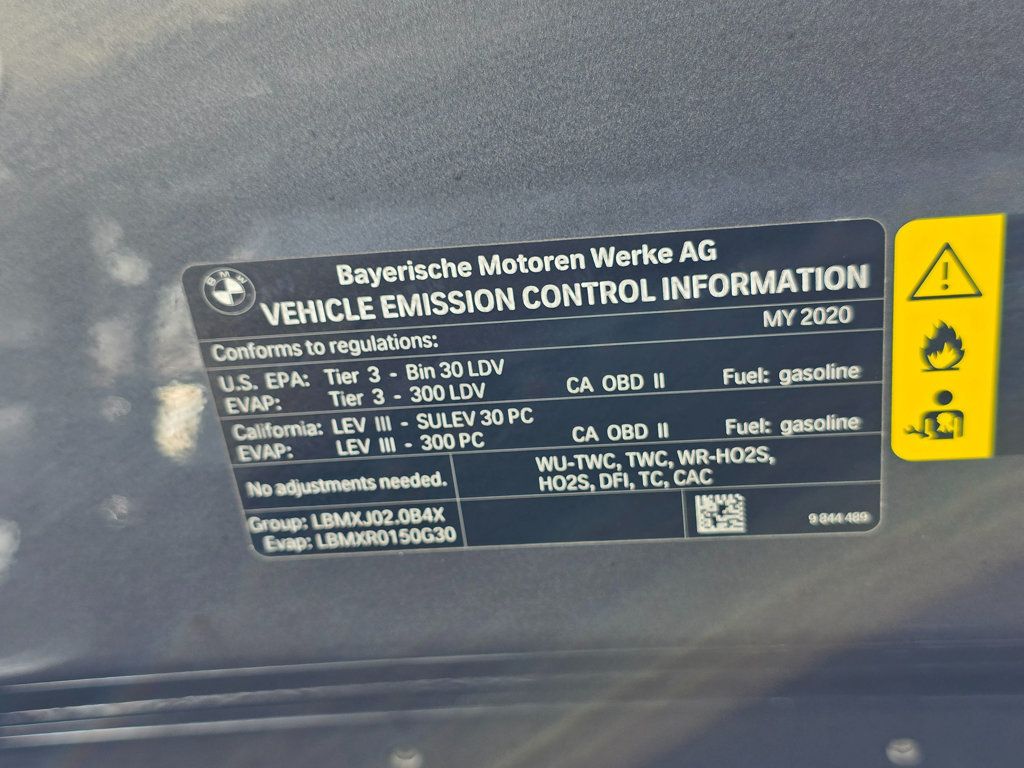 BMW
Bayerische Motoren Werke AG
VEHICLE EMISSION CONTROL INFORMATION
MY 2020
Conforms to regulations:
U.S. EPA: Tier 3 - Bin 30 LDV
EVAP: Tier 3 - 300 LDV
CA OBD II Fuel: gasoline
California: LEV III - SULEV 30 PC
EVAP: LEV III - 300 PC
CA OBD II Fuel: gasoline
No adjustments needed.
WU-TWC, TWC, WR-HO2S,
HO2S, DFI, TC, CAC
Group: LBMXJ02.0B4X
Evap: LBMXR0150G30
9 844 489